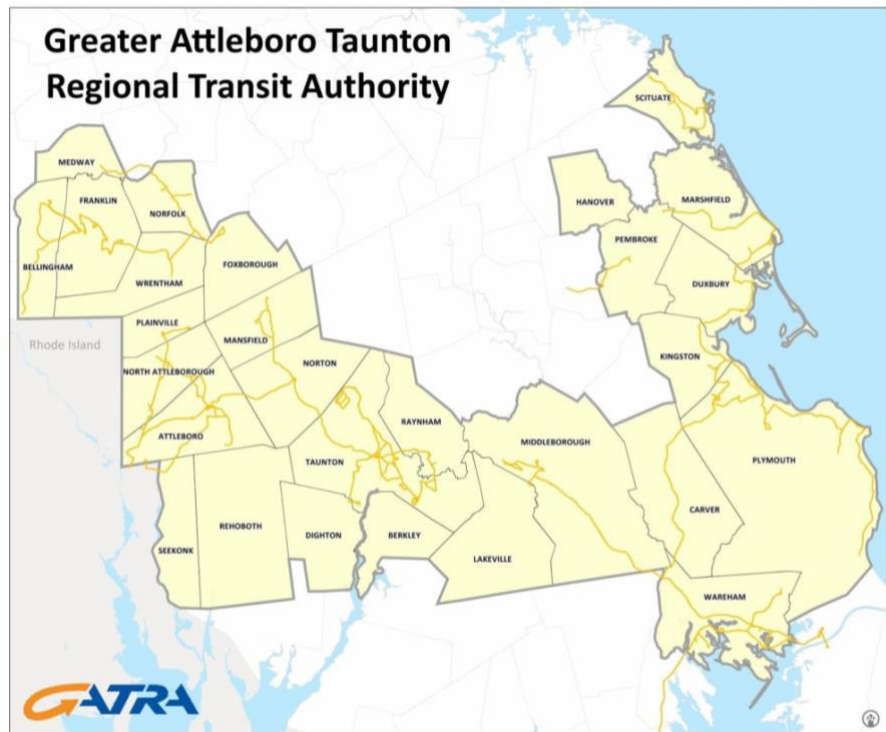 Greater Attleboro Taunton
Regional Transit Authority
SCITUATE
MEDWAY
FRANKLIN
NORFOLK
HANOVER
MARSHFIELD
PEMBROKE
BELLINGHAM
FOXBOROUGH
WRENTHAM
DUXBURY
PLAINVILLE
Rhode Island
MANSFIELD
KINGSTON
NORTON
NORTH ATTLEBOROUGH
RAYNHAM
ATTLEBORO
MIDDLEBOROUGH
TAUNTON
PLYMOUTH
CARVER
REHOBOTH
DIGHTON
BERKLEY
SEEKONK
LAKEVILLE
WAREHAM
GATRA